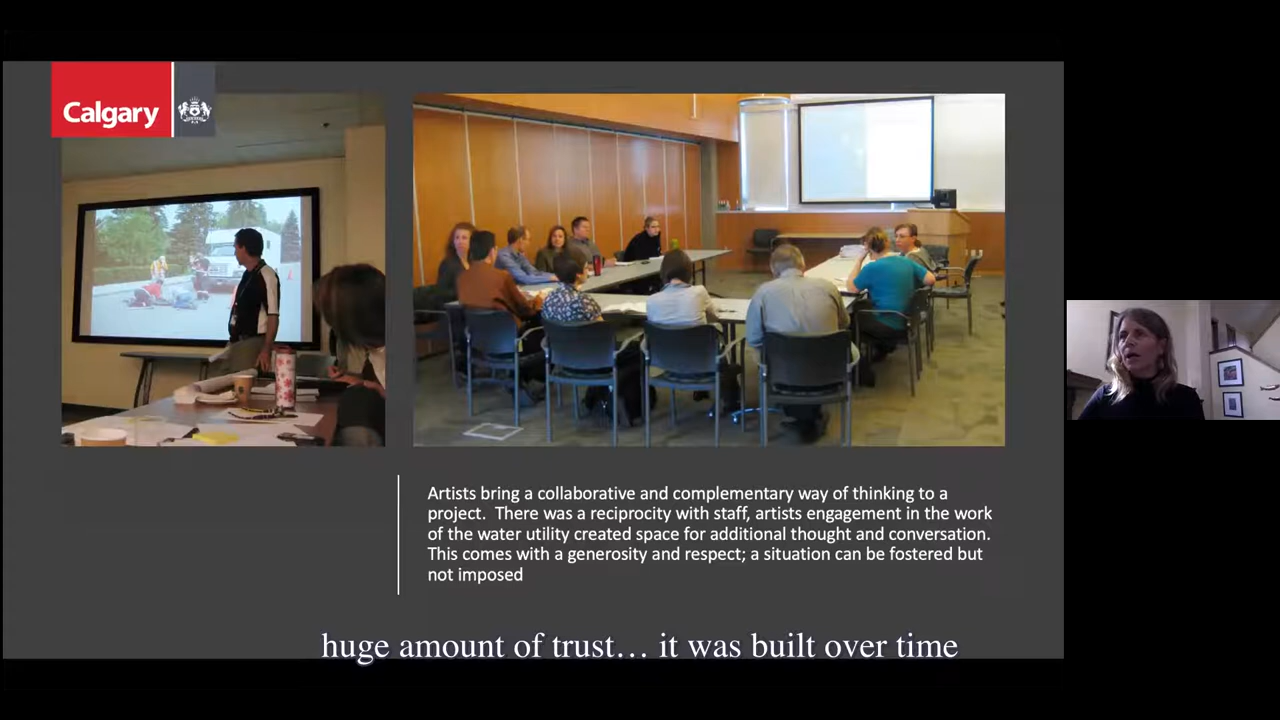 Calgary
Artists bring a collaborative and complementary way of thinking to a
project.  There was a reciprocity with staff, artists engagement in the work
of the water utility created space for additional thought and conversation.
This comes with a generosity and respect; a situation can be fostered but
not imposed
huge amount of trust… it was built over time